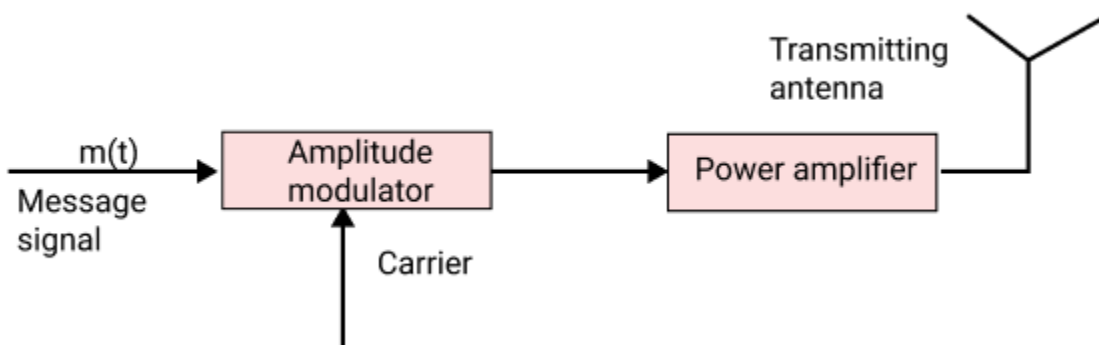 m(t)
Message
signal
Amplitude
modulator
Carrier
Power amplifier
Transmitting
antenna